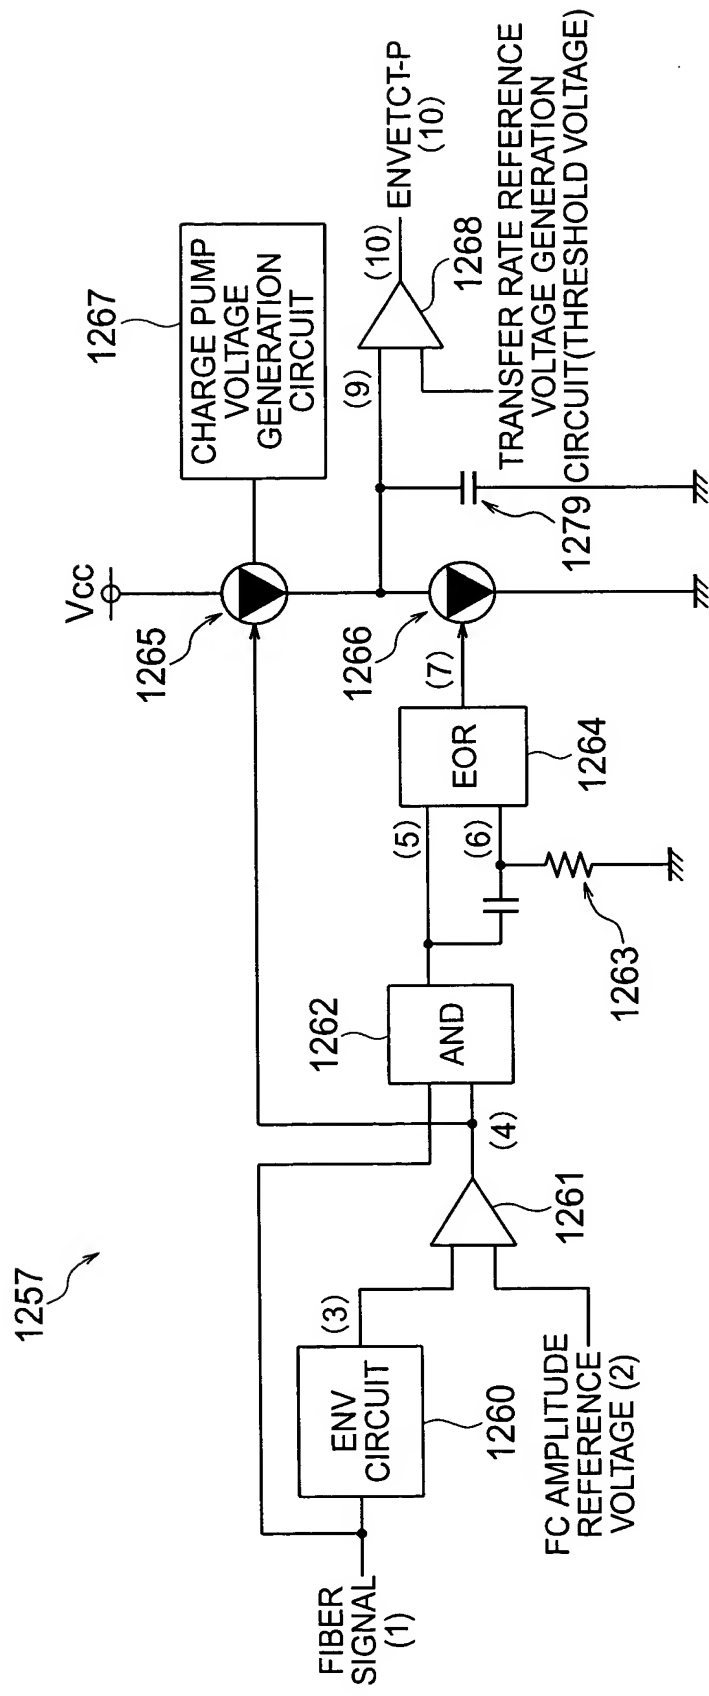 1257
FIBER
SIGNAL
(1)
ENV
CIRCUIT
1260
(3)
FC AMPLITUDE
REFERENCE
VOLTAGE (2)
1261
(4)
AND
1262
(5)
(6)
1263
EOR
1264
(7)
Vcc
1265
1266
CHARGE PUMP
VOLTAGE
GENERATION
CIRCUIT
1267
(9)
1279
1268
(10)
ENVETCT-P
(10)
TRANSFER RATE REFERENCE
VOLTAGE GENERATION
CIRCUIT(THRESHOLD VOLTAGE)